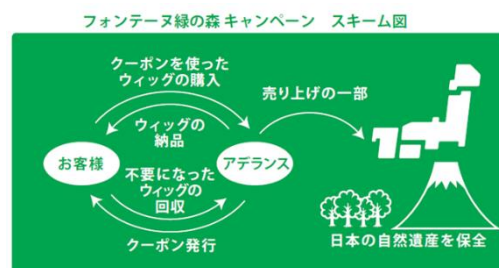 フォンテーヌ緑の森 キャンペーン　スキーム図
クーポンを使った
ウィッグの購入
売り上げの一部
ウィッグの
納品
お客様
アデランス
不要になった
ウィッグの
回収
クーポン発行
日本の自然遺産を保全